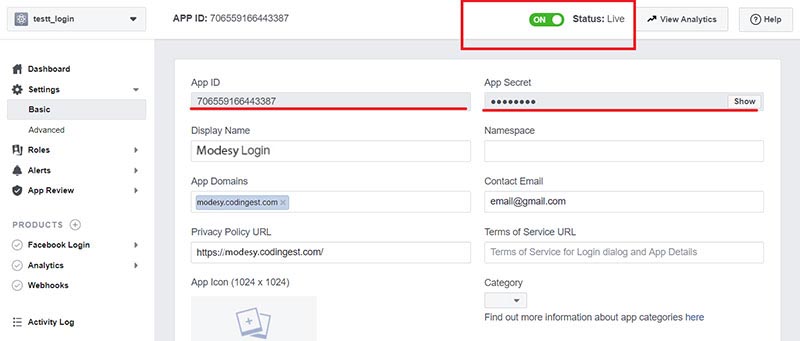 testt_login
APP ID: 706559166443387
ON
Status: Live
View Analytics
Help
Dashboard
Settings
Basic
Advanced
Roles
Alerts
App Review
PRODUCTS
Facebook Login
Analytics
Webhooks
Activity Log
App ID
706559166443387
App Secret
●●●●●●●●
Show
Display Name
Modesy Login
Namespace
App Domains
modesy.codingest.com
Contact Email
email@gmail.com
Privacy Policy URL
https://modesy.codingest.com/
Terms of Service URL
Terms of Service for Login dialog and App Details
App Icon (1024 x 1024)
Category
Find out more information about app categories here